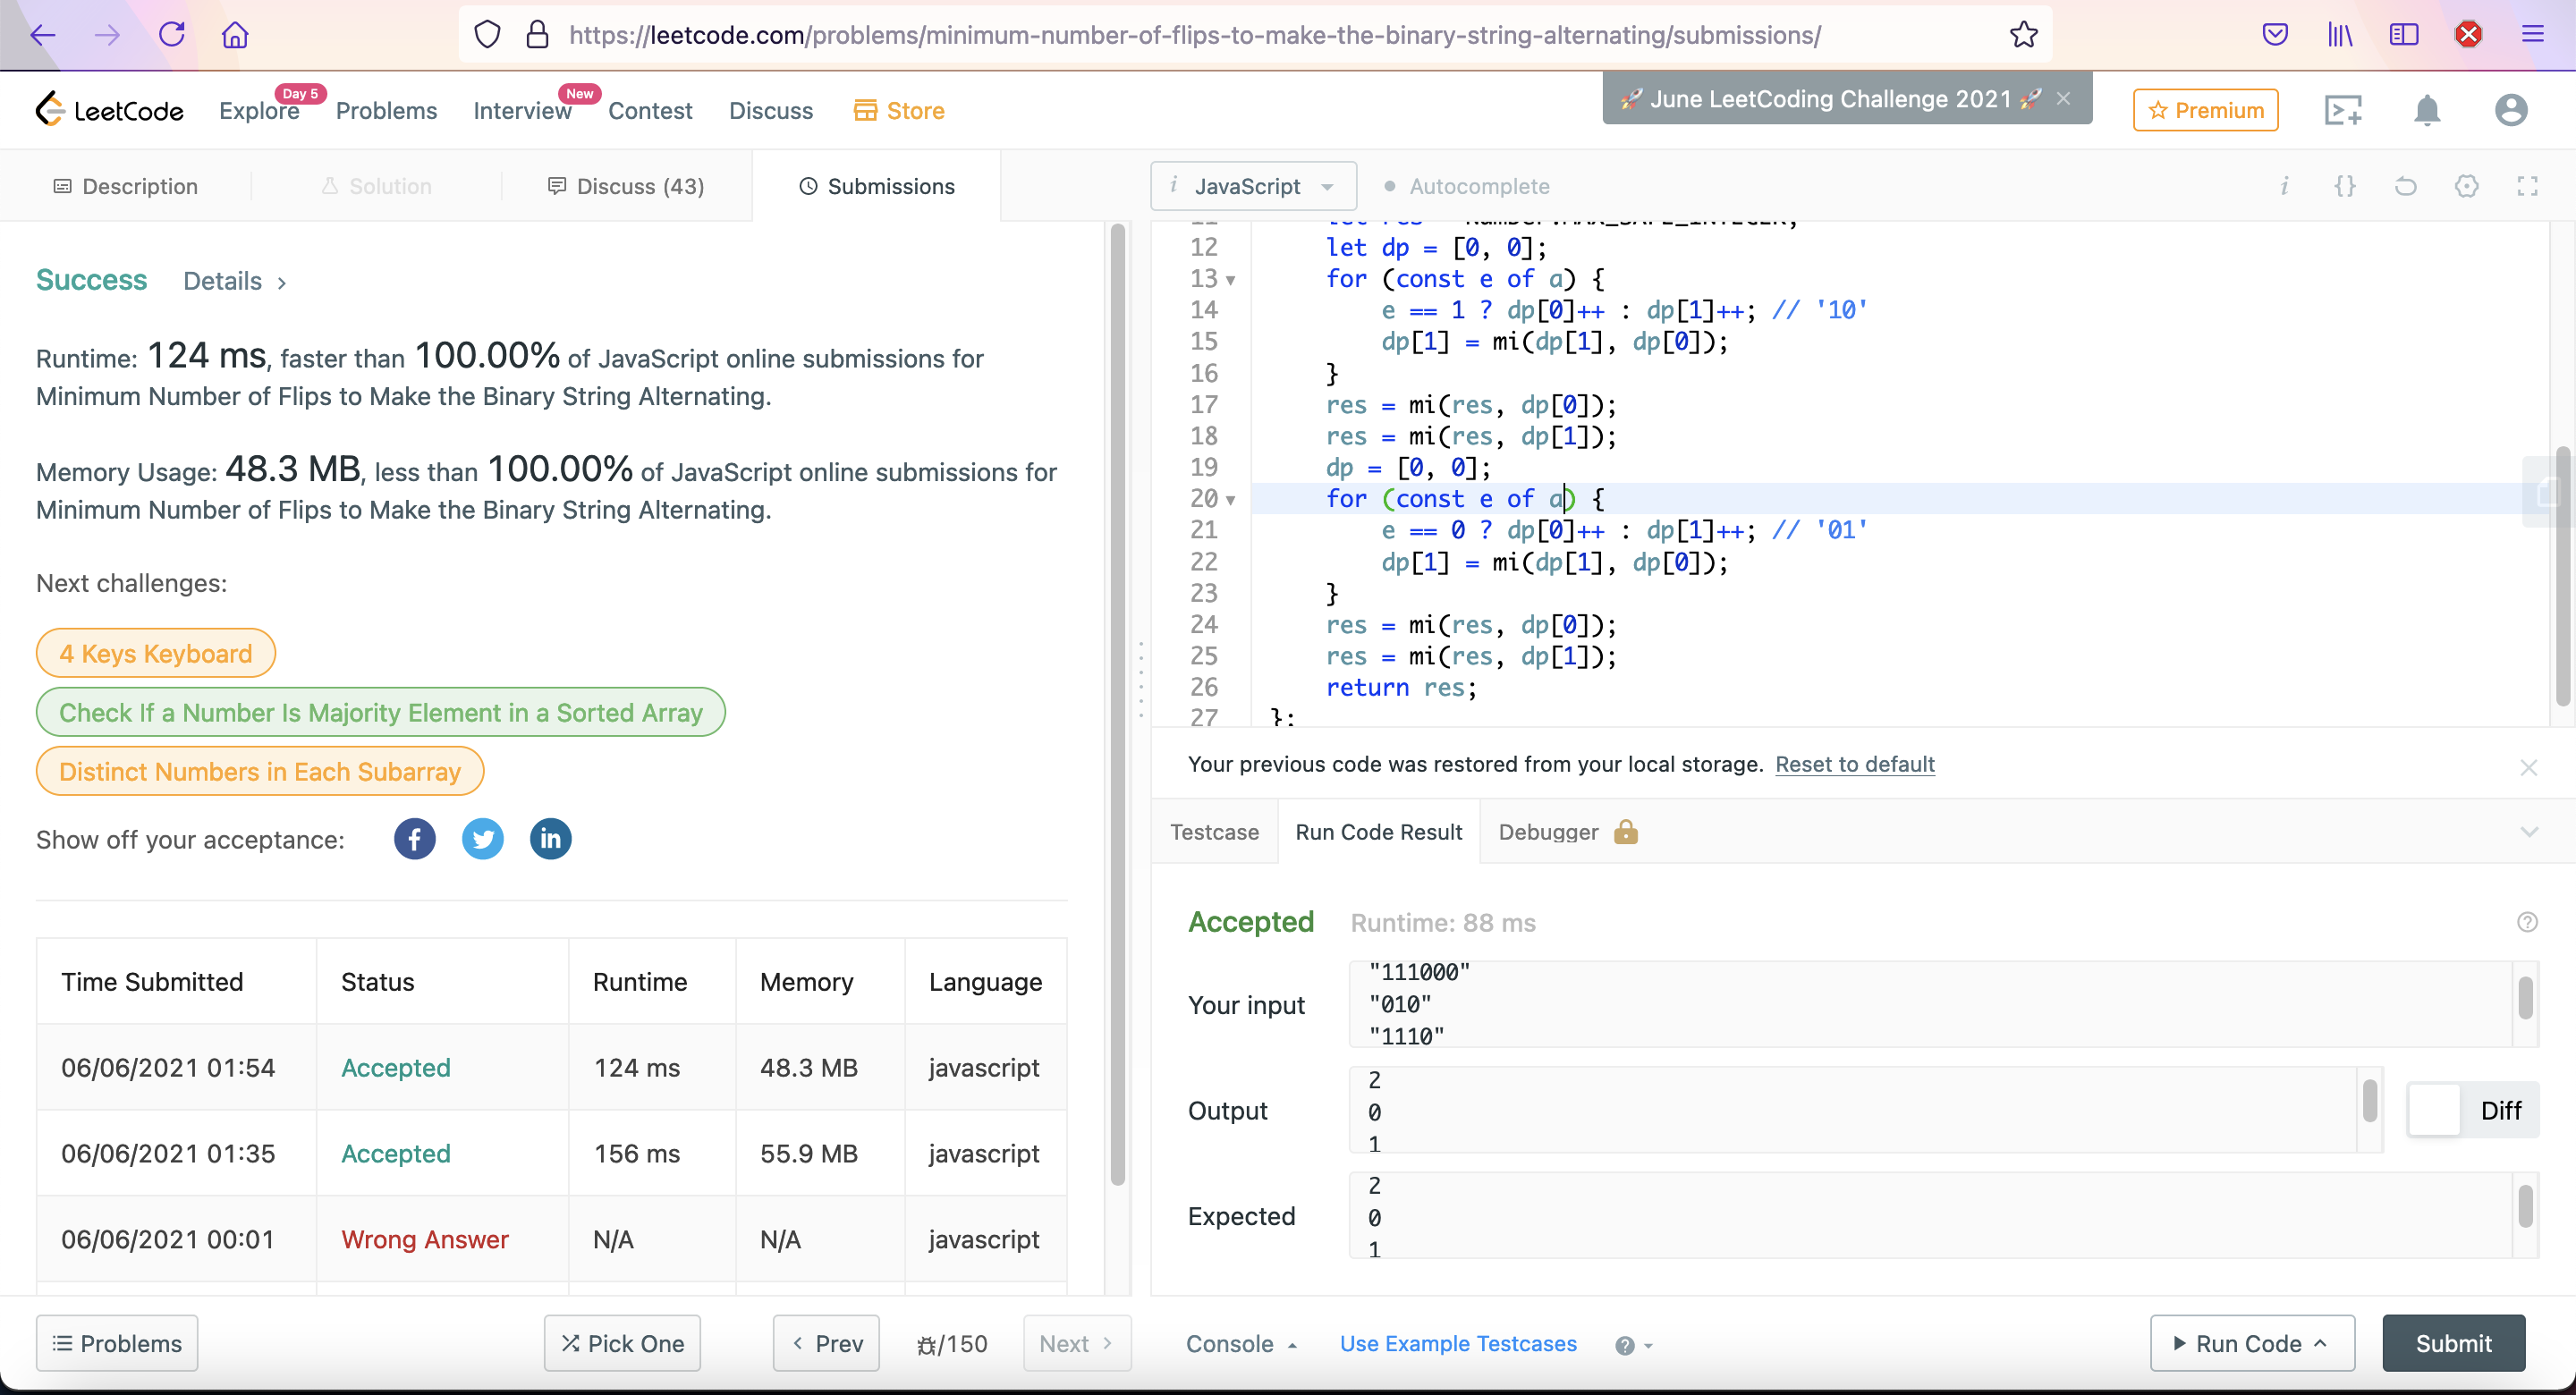 https://leetcode.com/problems/minimum-number-of-flips-to-make-the-binary-string-alternating/submissions/
LeetCode
Explore
Day 5
Problems
Interview
New
Contest
Discuss
Store
🚀 June LeetCoding Challenge 2021 🚀 ×
Premium
Description
Solution
Discuss (43)
Submissions
i JavaScript
Autocomplete
Success
Details >
Runtime: 124 ms, faster than 100.00% of JavaScript online submissions for
Minimum Number of Flips to Make the Binary String Alternating.
Memory Usage: 48.3 MB, less than 100.00% of JavaScript online submissions for
Minimum Number of Flips to Make the Binary String Alternating.
Next challenges:
4 Keys Keyboard
Check If a Number Is Majority Element in a Sorted Array
Distinct Numbers in Each Subarray
Show off your acceptance:
Time Submitted Status Runtime Memory Language
06/06/2021 01:54 Accepted 124 ms 48.3 MB javascript
06/06/2021 01:35 Accepted 156 ms 55.9 MB javascript
06/06/2021 00:01 Wrong Answer N/A N/A javascript
Problems
Pick One
< Prev
/150
Next >
11 let res = Number.MAX_SAFE_INTEGER;
12 let dp = [0, 0];
13 for (const e of a) {
14 e == 1 ? dp[0]++ : dp[1]++; // '10'
15 dp[1] = mi(dp[1], dp[0]);
16 }
17 res = mi(res, dp[0]);
18 res = mi(res, dp[1]);
19 dp = [0, 0];
20 for (const e of a) {
21 e == 0 ? dp[0]++ : dp[1]++; // '01'
22 dp[1] = mi(dp[1], dp[0]);
23 }
24 res = mi(res, dp[0]);
25 res = mi(res, dp[1]);
26 return res;
27 };
Your previous code was restored from your local storage. Reset to default
Testcase
Run Code Result
Debugger
Accepted
Runtime: 88 ms
Your input
"111000"
"010"
"1110"
Output
2
0
1
Diff
Expected
2
0
1
Console
Use Example Testcases
Run Code
Submit